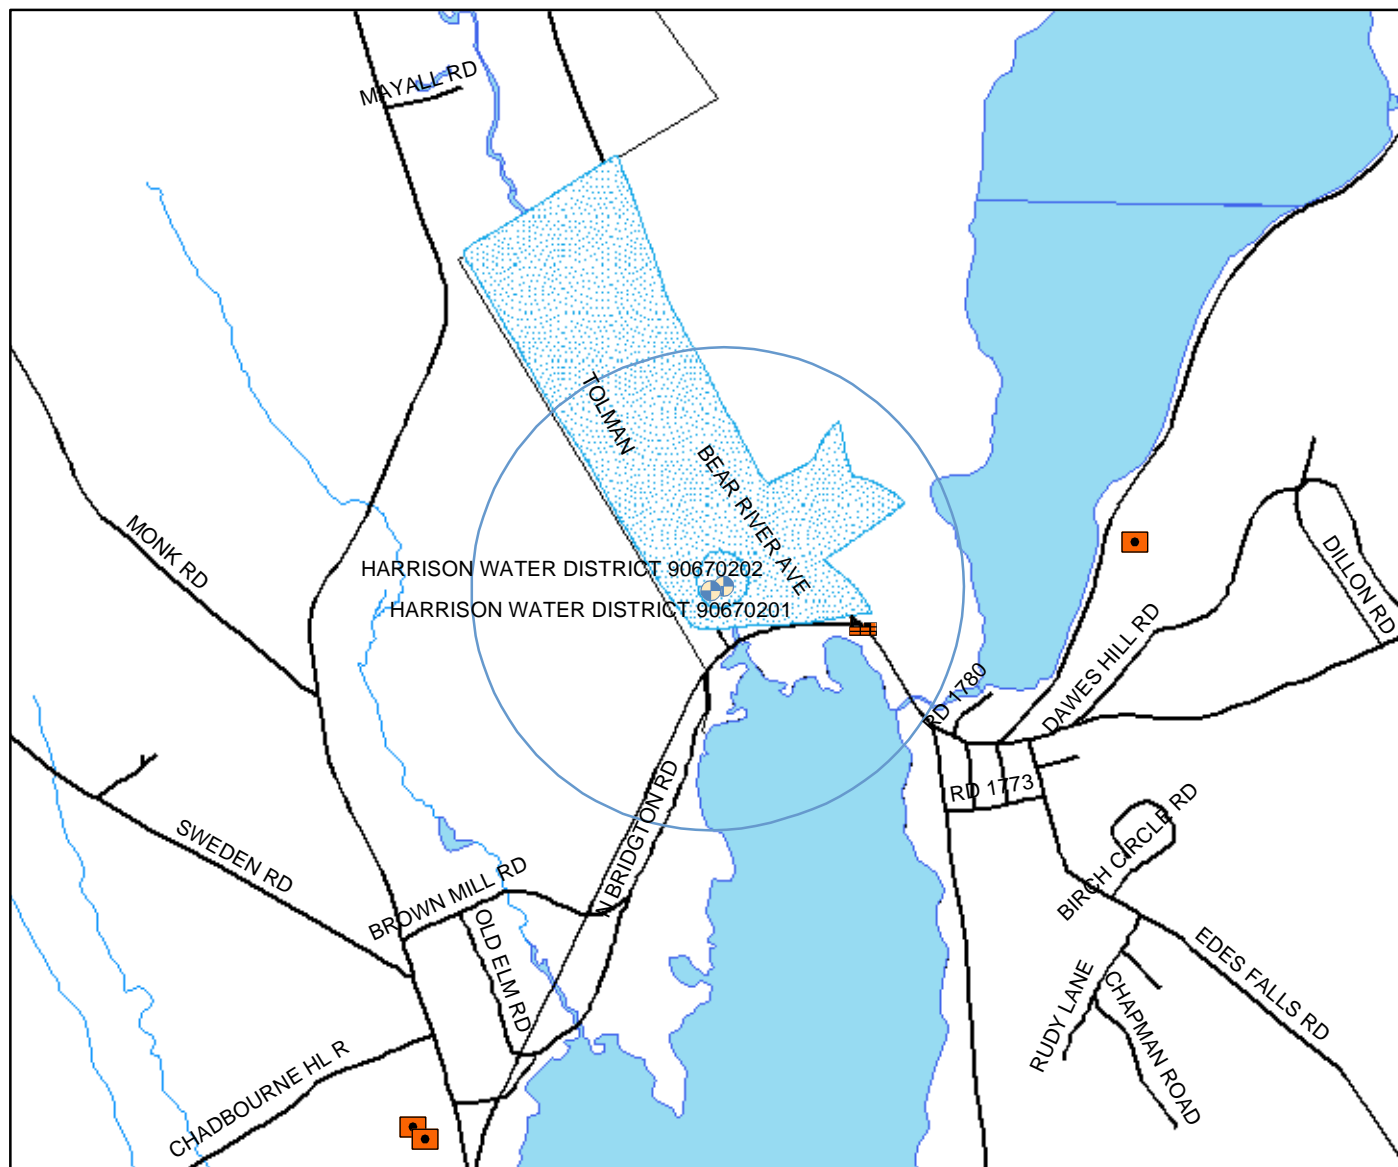 MAYALL RD
TOLMAN
BEAR RIVER AVE
MONK RD
HARRISON WATER DISTRICT 90670202
HARRISON WATER DISTRICT 90670201
DILLON RD
DAWES HILL RD
RD 1780
RD 1773
N BRIDGTON RD
SWEDEN RD
BROWN MILL RD
OLD ELM RD
BIRCH CIRCLE RD
EDES FALLS RD
RUDY LANE
CHAPMAN ROAD
CHADBOURNE HL R